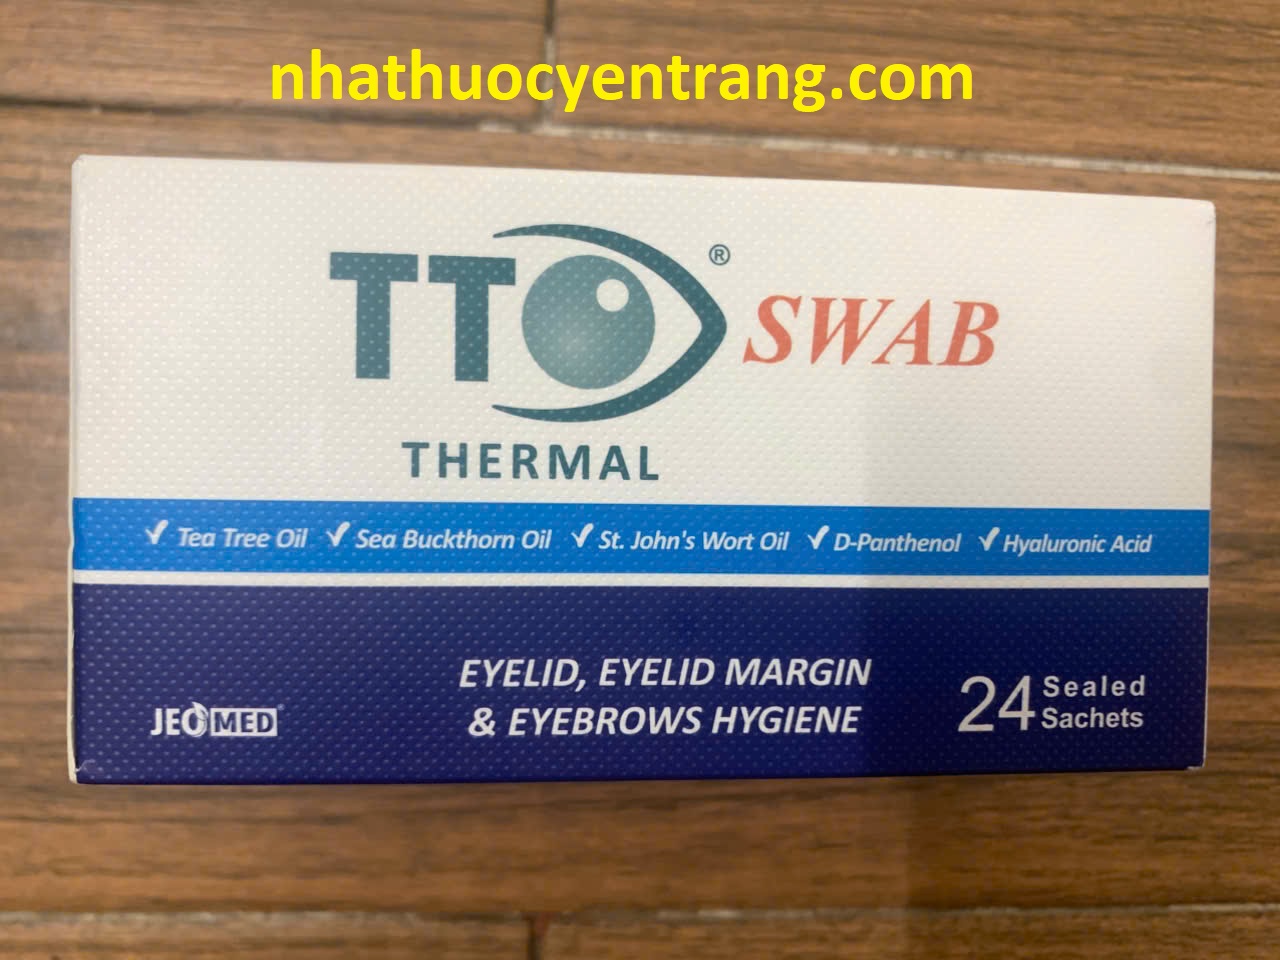 nhathuocyentrang.com
TTO® SWAB
THERMAL
✓ Tea Tree Oil ✓ Sea Buckthorn Oil ✓ St. John's Wort Oil ✓ D-Panthenol ✓ Hyaluronic Acid
EYELID, EYELID MARGIN
& EYEBROWS HYGIENE
JEOMED
24 Sealed
Sachets